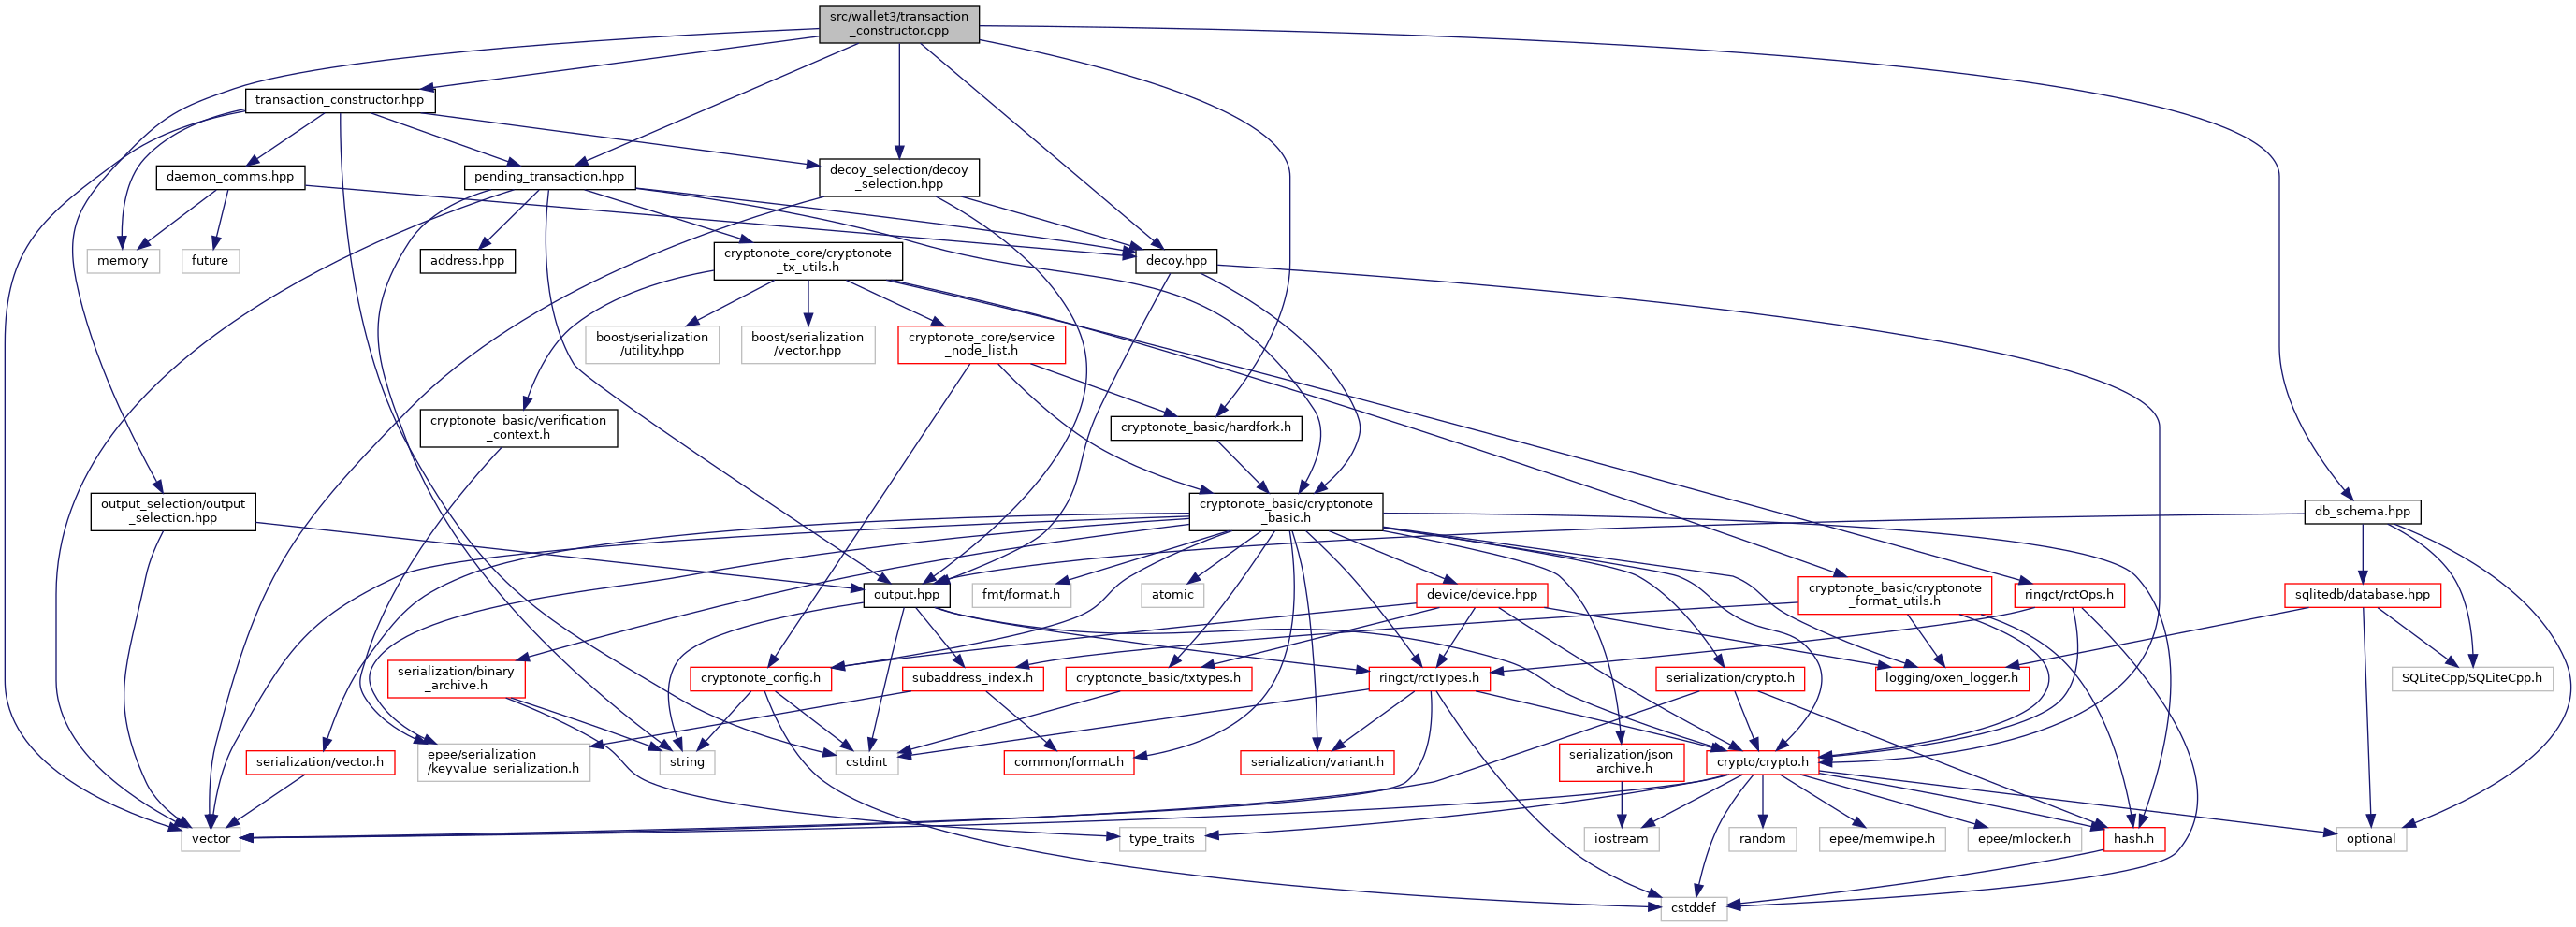 src/wallet3/transaction
_constructor.cpp
transaction_constructor.hpp
daemon_comms.hpp
pending_transaction.hpp
decoy_selection/decoy
_selection.hpp
memory
future
address.hpp
cryptonote_core/cryptonote
_tx_utils.h
decoy.hpp
boost/serialization
/utility.hpp
boost/serialization
/vector.hpp
cryptonote_core/service
_node_list.h
cryptonote_basic/verification
_context.h
cryptonote_basic/hardfork.h
output_selection/output
_selection.hpp
cryptonote_basic/cryptonote
_basic.h
db_schema.hpp
output.hpp
fmt/format.h
atomic
device/device.hpp
cryptonote_basic/cryptonote
_format_utils.h
ringct/rctOps.h
sqlitedb/database.hpp
serialization/binary
_archive.h
cryptonote_config.h
subaddress_index.h
cryptonote_basic/txtypes.h
ringct/rctTypes.h
serialization/crypto.h
logging/oxen_logger.h
SQLiteCpp/SQLiteCpp.h
serialization/vector.h
epee/serialization
/keyvalue_serialization.h
string
cstdint
common/format.h
serialization/variant.h
serialization/json
_archive.h
crypto/crypto.h
vector
type_traits
iostream
random
epee/memwipe.h
epee/mlocker.h
hash.h
optional
cstddef